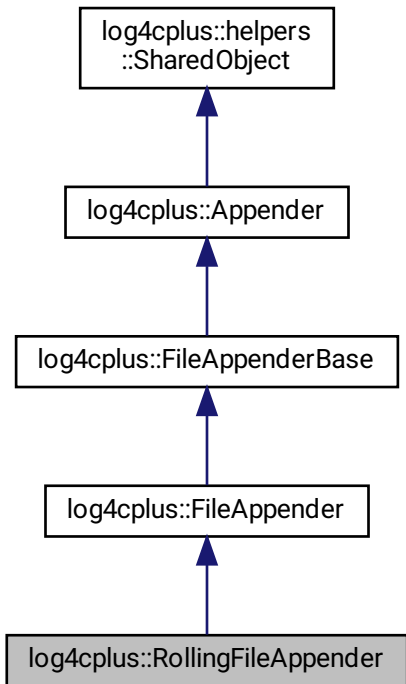 log4cplus::helpers
::SharedObject
log4cplus::Appender
log4cplus::FileAppenderBase
log4cplus::FileAppender
log4cplus::RollingFileAppender